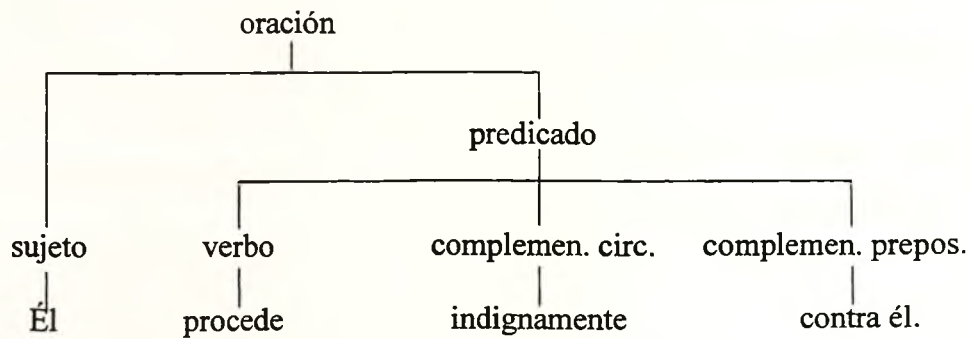 oración
predicado
sujeto verbo complemen. circ. complemen. prepos.
Él procede indignamente contra él.